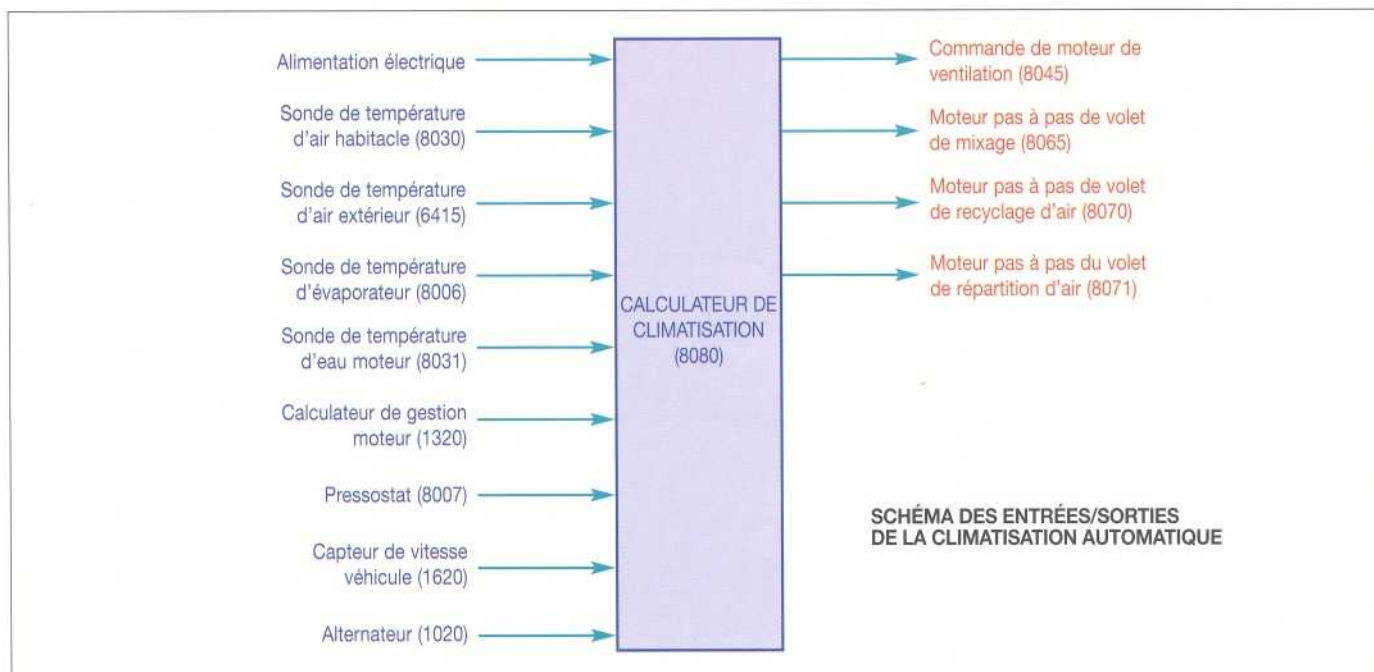 Alimentation électrique
Sonde de température
d'air habitacle (8030)
Sonde de température
d'air extérieur (6415)
Sonde de température
d'évaporateur (8006)
Sonde de température
d'eau moteur (8031)
Calculateur de gestion
moteur (1320)
Pressostat (8007)
Capteur de vitesse
véhicule (1620)
Alternateur (1020)
CALCULATEUR DE
CLIMATISATION
(8080)
Commande de moteur de
ventilation (8045)
Moteur pas à pas de volet
de mixage (8065)
Moteur pas à pas de volet
de recyclage d'air (8070)
Moteur pas à pas du volet
de répartition d'air (8071)
SCHÉMA DES ENTRÉES/SORTIES
DE LA CLIMATISATION AUTOMATIQUE